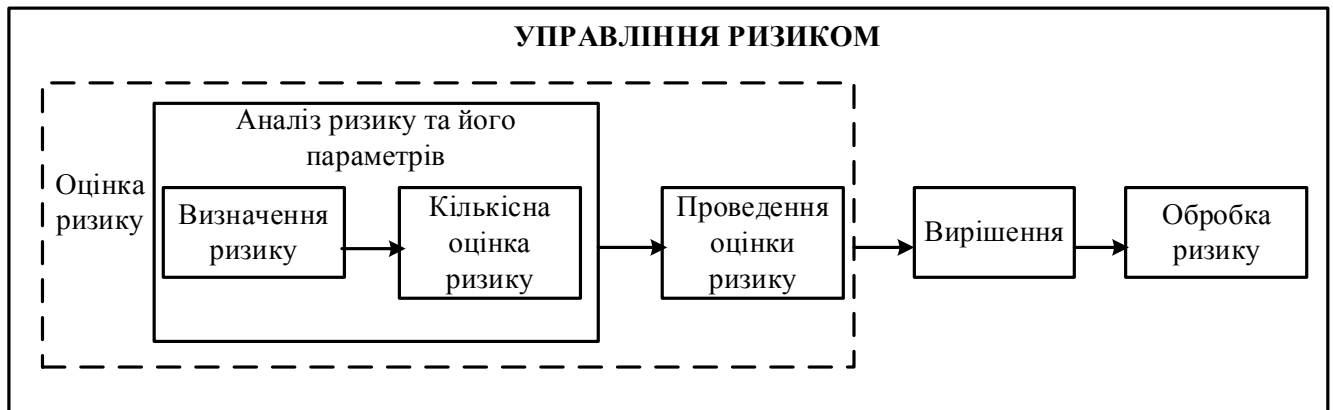 УПРАВЛІННЯ РИЗИКОМ
Аналіз ризику та його
параметрів
Оцінка
ризику
Визначення
ризику
Кількісна
оцінка
ризику
Проведення
оцінки
ризику
Вирішення
Обробка
ризику